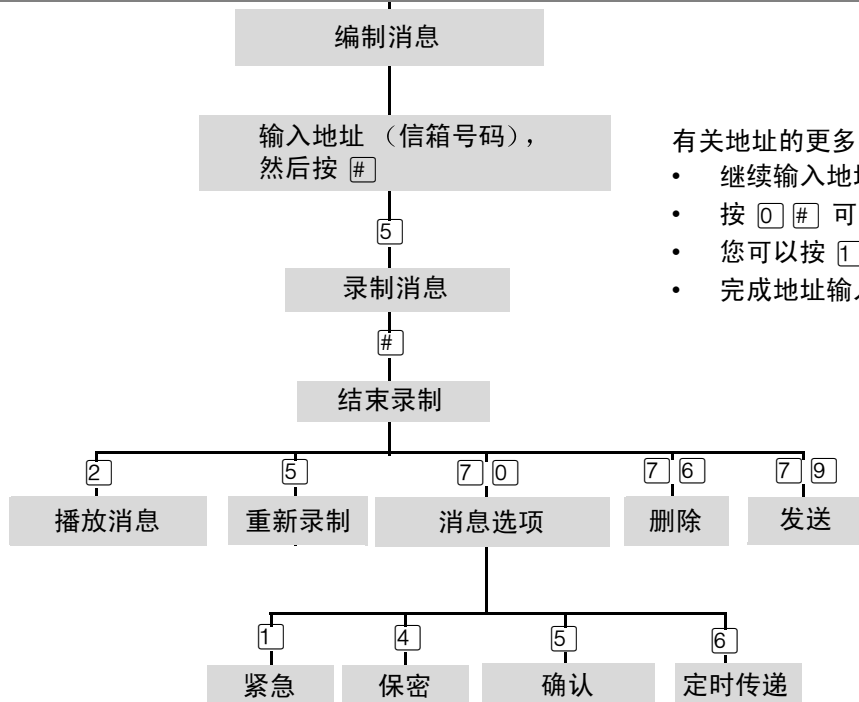 编制消息
输入地址 （信箱号码），
然后按 #
有关地址的更多
• 继续输入地
• 按 0 # 可
• 您可以按 1
• 完成地址输
5
录制消息
#
结束录制
2 5 7 0 7 6 7 9
播放消息 重新录制 消息选项 删除 发送
1 4 5 6
紧急 保密 确认 定时传递